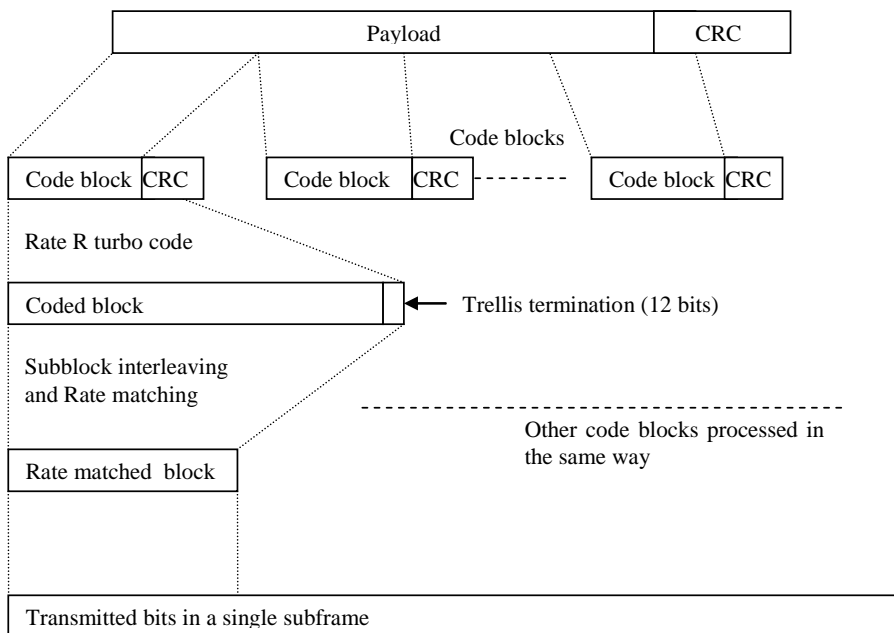 Payload CRC
Code blocks
Code block CRC Code block CRC Code block CRC
Rate R turbo code
Coded block
Trellis termination (12 bits)
Subblock interleaving
and Rate matching
Other code blocks processed in
the same way
Rate matched block
Transmitted bits in a single subframe